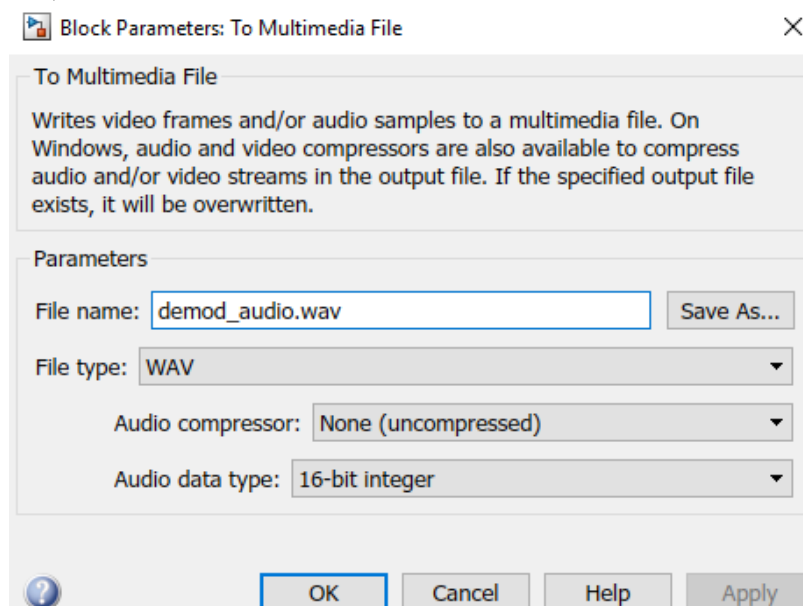 Block Parameters: To Multimedia File
To Multimedia File
Writes video frames and/or audio samples to a multimedia file. On
Windows, audio and video compressors are also available to compress
audio and/or video streams in the output file. If the specified output file
exists, it will be overwritten.
Parameters
File name: demod_audio.wav Save As...
File type: WAV
Audio compressor: None (uncompressed)
Audio data type: 16-bit integer
? OK Cancel Help Apply